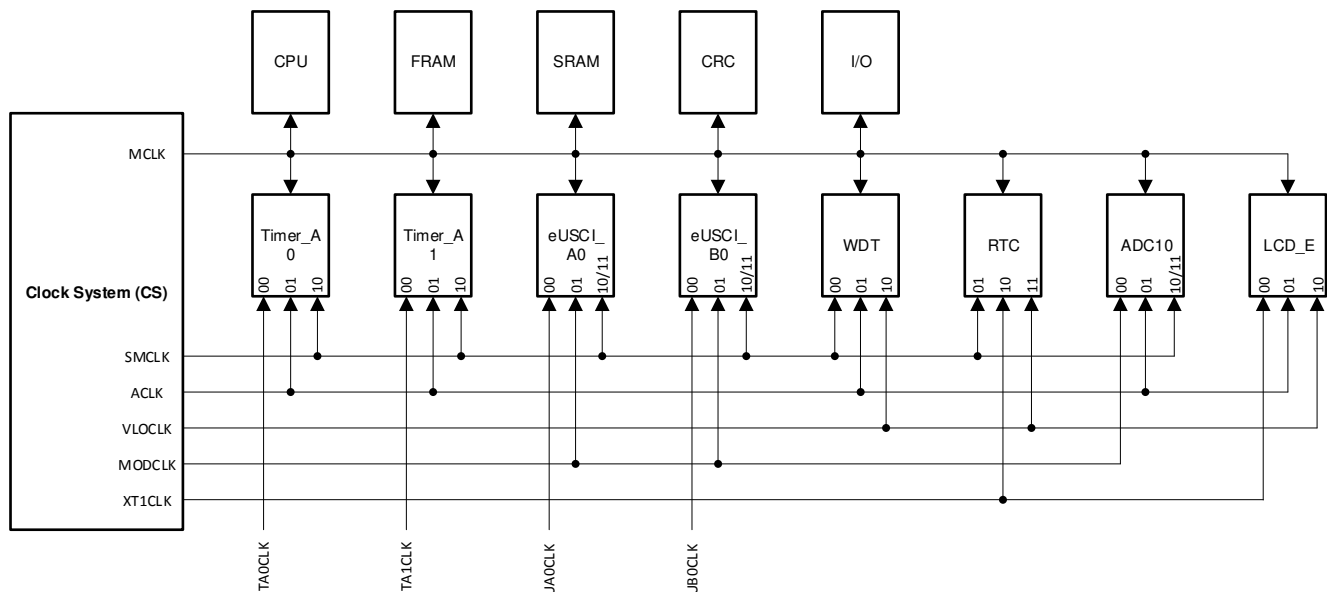 CPU
FRAM
SRAM
CRC
I/O
MCLK
Timer_A
0
Timer_A
1
eUSCI_
A0
eUSCI_
B0
WDT
RTC
ADC10
LCD_E
00
01
10
00
01
10
00
01
10/11
00
01
10/11
00
01
10
01
10
11
00
01
10/11
00
01
10
Clock System (CS)
SMCLK
ACLK
VLOCLK
MODCLK
XT1CLK
TA0CLK
TA1CLK
UA0CLK
UB0CLK